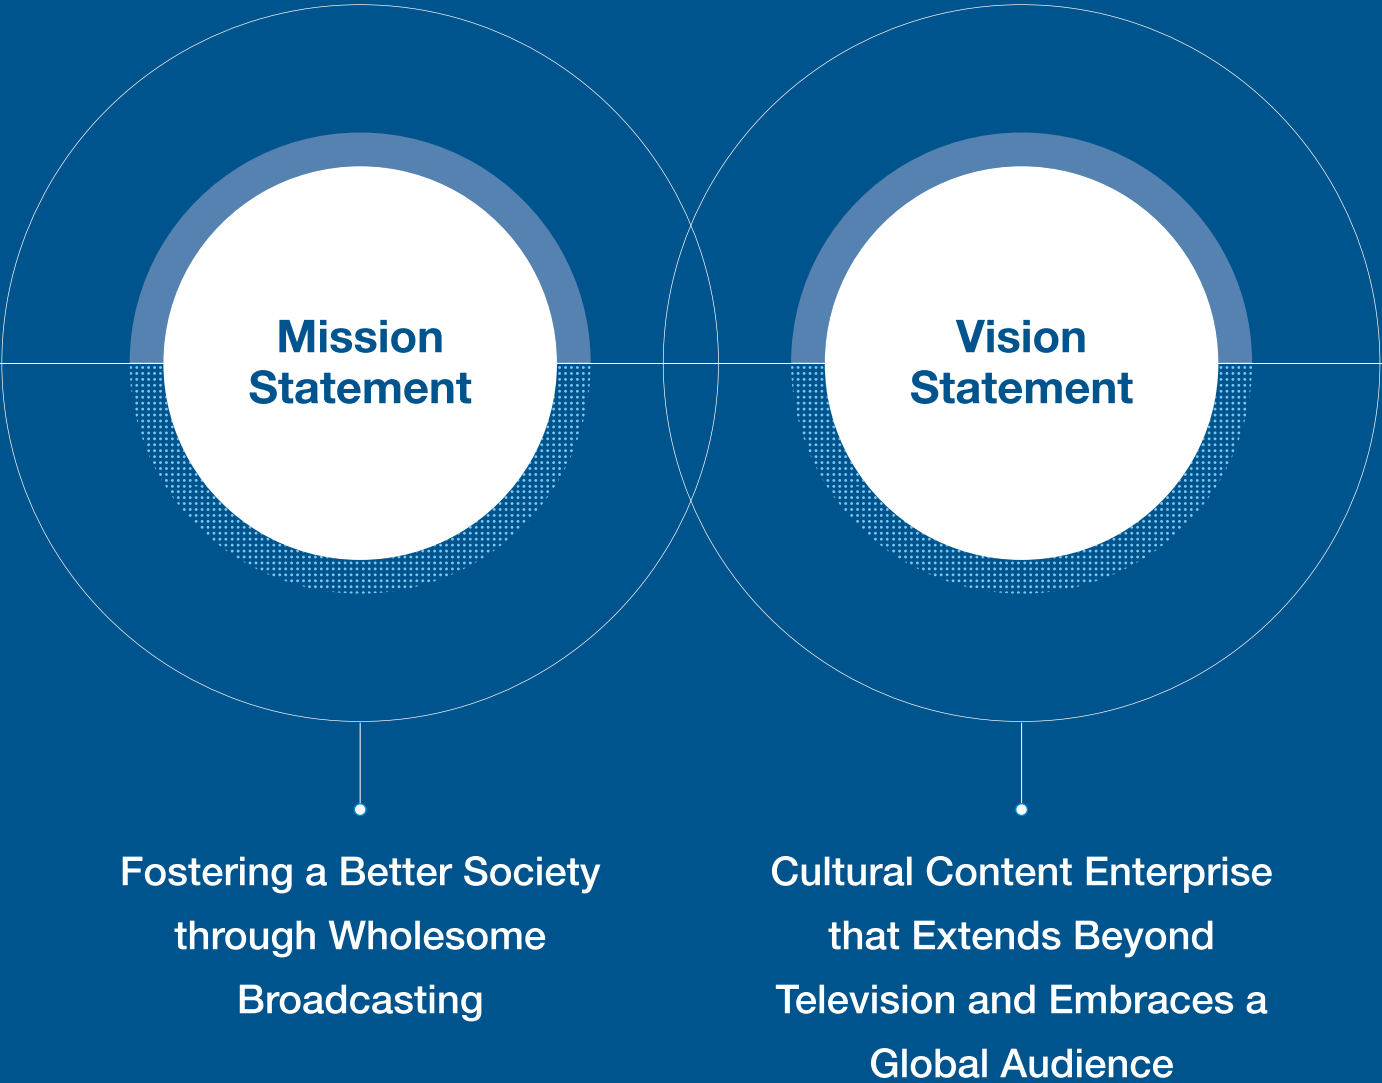 Mission
Statement
Vision
Statement
Fostering a Better Society
through Wholesome
Broadcasting
Cultural Content Enterprise
that Extends Beyond
Television and Embraces a
Global Audience